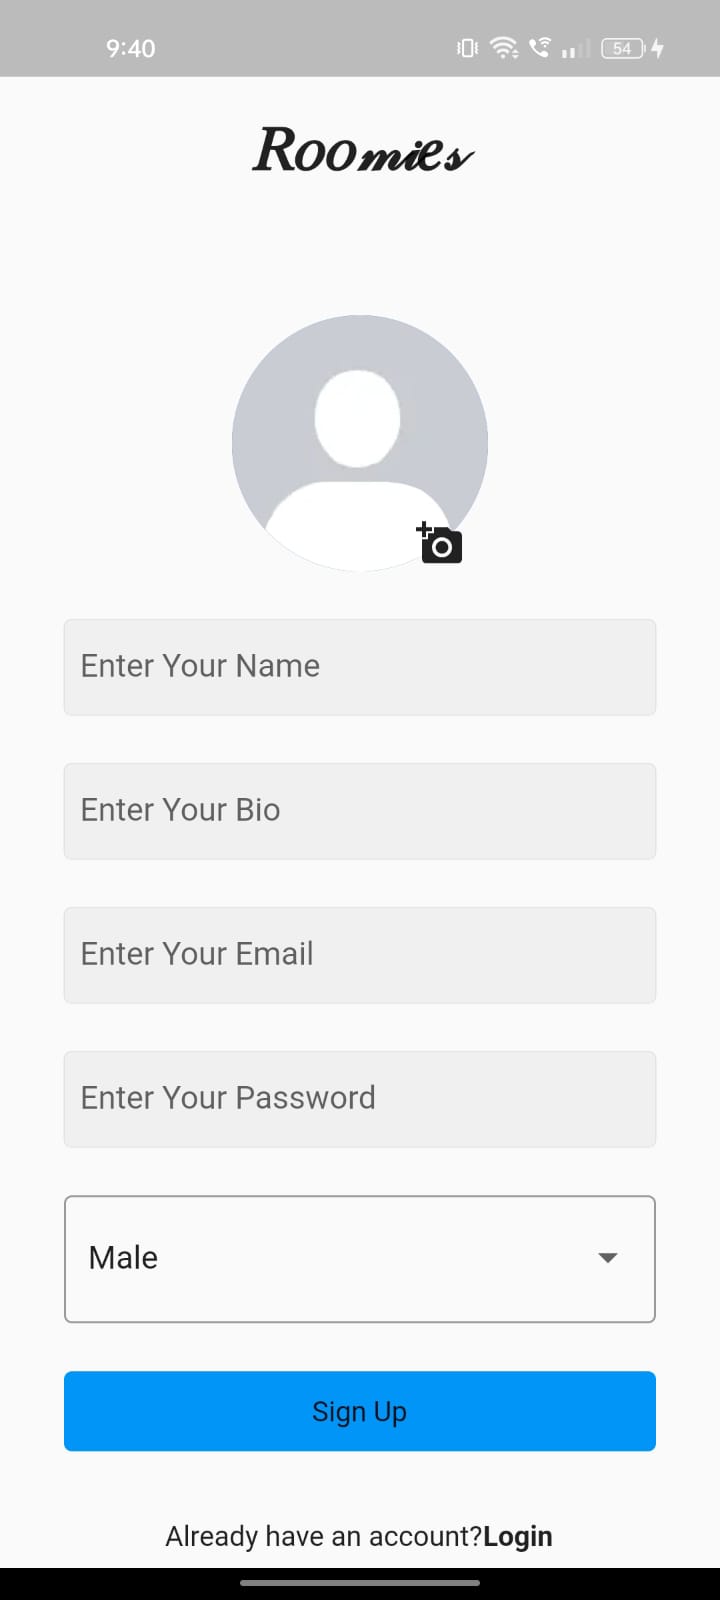 9:40
54
Roomies
Enter Your Name
Enter Your Bio
Enter Your Email
Enter Your Password
Male
Sign Up
Already have an account?Login